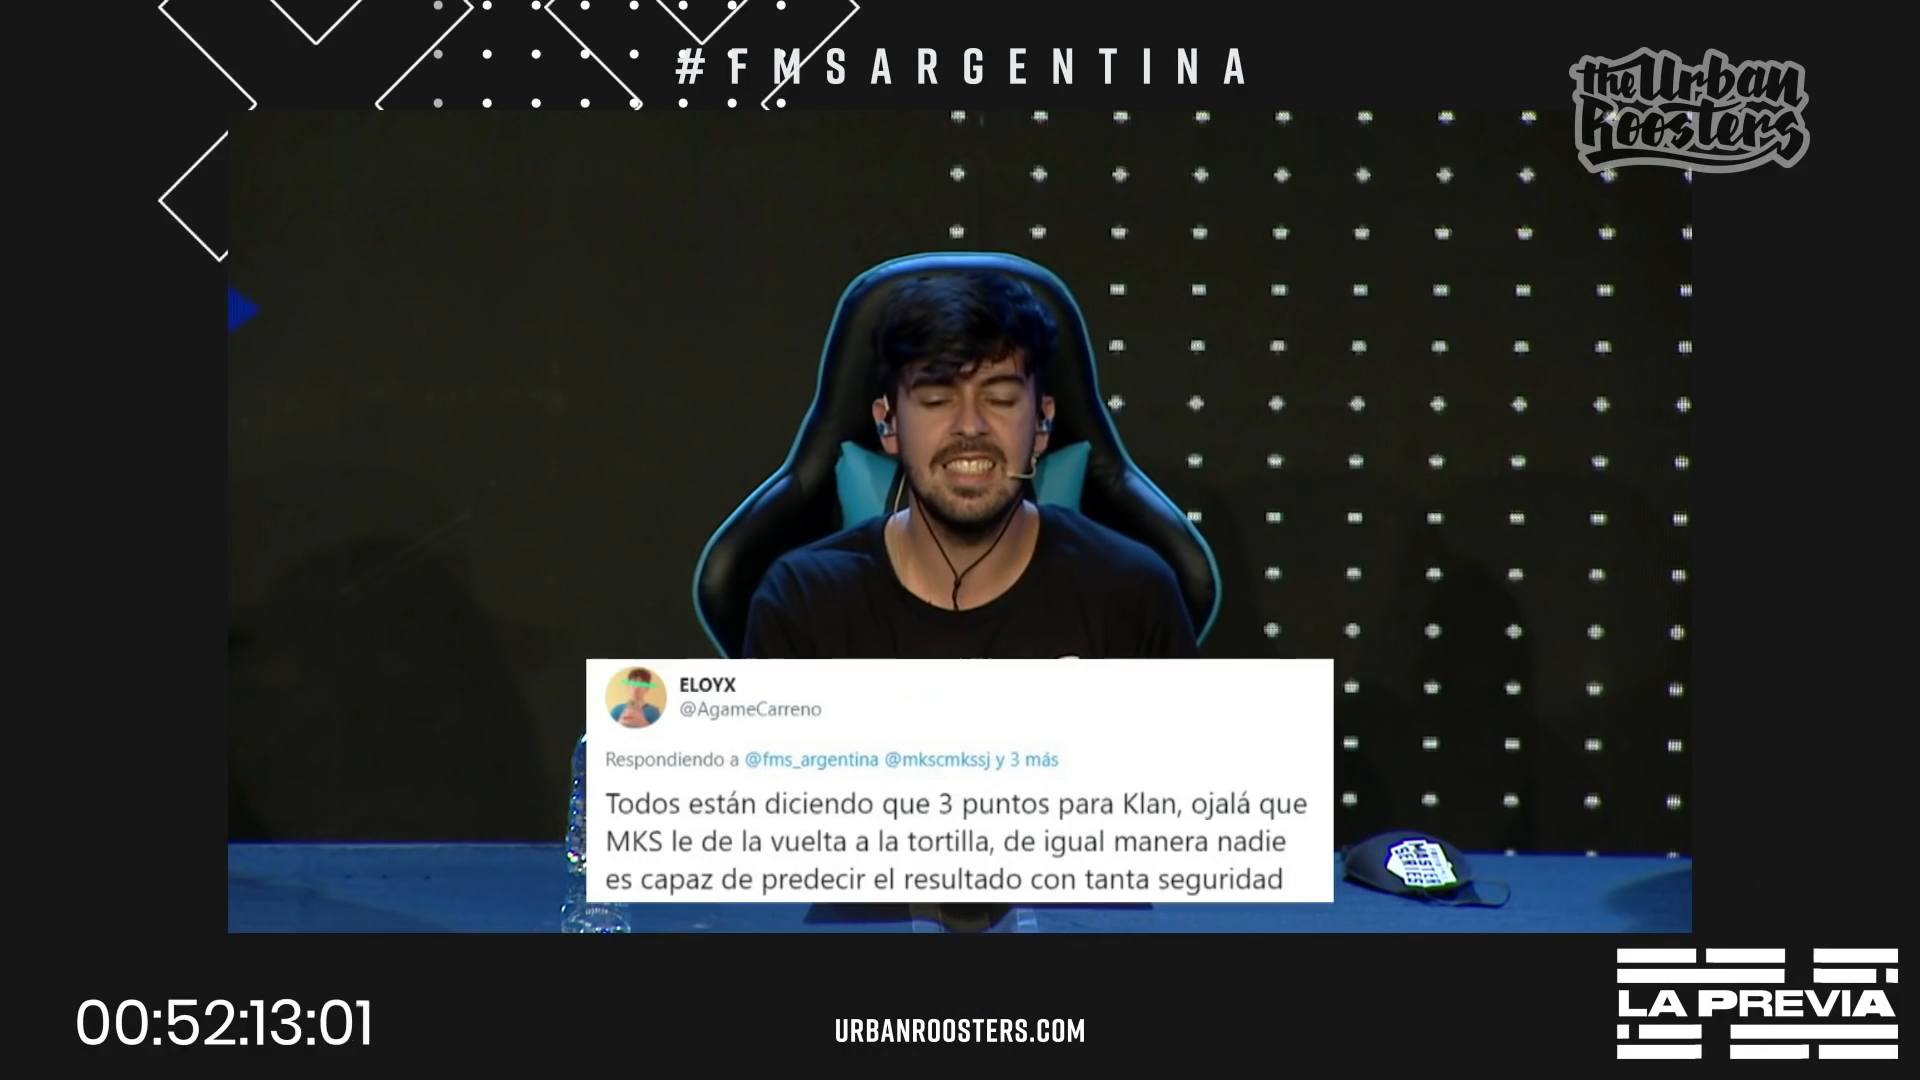 #FMSARGENTINA
the Urban
Roosters
ELOYX
@AgameCarreno
Respondiendo a @fms_argentina @mkscmkssj y 3 más
Todos están diciendo que 3 puntos para Klan, ojalá que
MKS le de la vuelta a la tortilla, de igual manera nadie
es capaz de predecir el resultado con tanta seguridad
MASTER
SERIES
00:52:13:01
URBANROOSTERS.COM
LA PREVIA